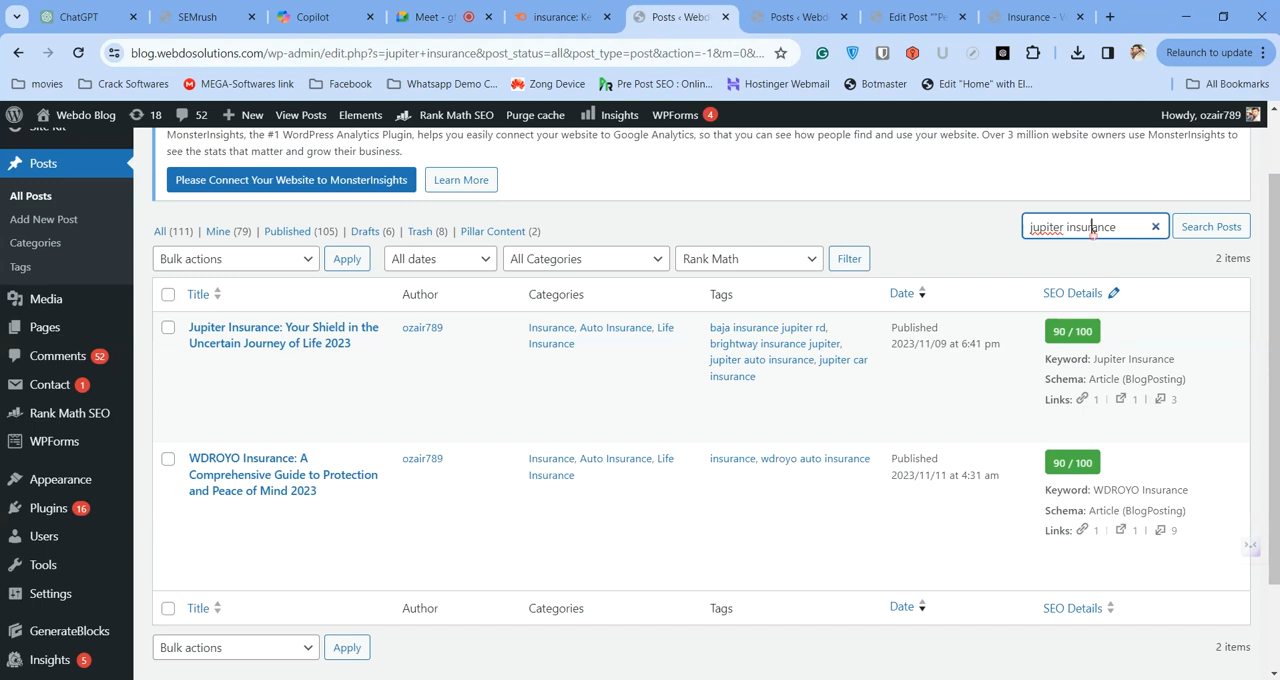 ChatGPT
SEMrush
Copilot
Meet - gf
insurance: Ke
Posts ‹ Webd
Posts ‹ Webd
Edit Post ""Pe
Insurance - W
blog.webdosolutions.com/wp-admin/edit.php?s=jupiter+insurance&post_status=all&post_type=post&action=-1&m=0&...
Relaunch to update
movies
Crack Softwares
MEGA-Softwares link
Facebook
Whatsapp Demo C...
Zong Device
Pre Post SEO : Onlin...
Hostinger Webmail
Botmaster
Edit "Home" with El...
All Bookmarks
Webdo Blog
18
52
New
View Posts
Elements
Rank Math SEO
Purge cache
Insights
WPForms 4
Howdy, ozair789
Site Kit
Posts
All Posts
Add New Post
Categories
Tags
Media
Pages
Comments 52
Contact 1
Rank Math SEO
WPForms
Appearance
Plugins 16
Users
Tools
Settings
GenerateBlocks
Insights 5
MonsterInsights, the #1 WordPress Analytics Plugin, helps you easily connect your website to Google Analytics, so that you can see how people find and use your website. Over 3 million website owners use MonsterInsights to
see the stats that matter and grow their business.
Please Connect Your Website to MonsterInsights
Learn More
All (111) | Mine (79) | Published (105) | Drafts (6) | Trash (8) | Pillar Content (2)
jupiter insurance
Search Posts
Bulk actions
Apply
All dates
All Categories
Rank Math
Filter
2 items
Title
Author
Categories
Tags
Date
SEO Details
Jupiter Insurance: Your Shield in the
Uncertain Journey of Life 2023
ozair789
Insurance, Auto Insurance, Life
Insurance
baja insurance jupiter rd,
brightway insurance jupiter,
jupiter auto insurance, jupiter car
insurance
Published
2023/11/09 at 6:41 pm
90 / 100
Keyword: Jupiter Insurance
Schema: Article (BlogPosting)
Links: 1 | 1 | 3
WDROYO Insurance: A
Comprehensive Guide to Protection
and Peace of Mind 2023
ozair789
Insurance, Auto Insurance, Life
Insurance
insurance, wdroyo auto insurance
Published
2023/11/11 at 4:31 am
90 / 100
Keyword: WDROYO Insurance
Schema: Article (BlogPosting)
Links: 1 | 1 | 9
Title
Author
Categories
Tags
Date
SEO Details
Bulk actions
Apply
2 items